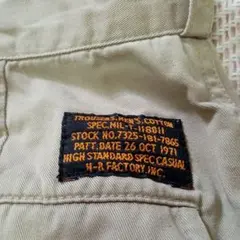 TROUSERS, MEN'S, COTTON
SPEC. MIL-T-11881I
STOCK NO. 7325-181-7865
PATT. DATE 26 OCT 1971
HIGH STANDARD SPEC CASUAL
H-R FACTORY, INC.